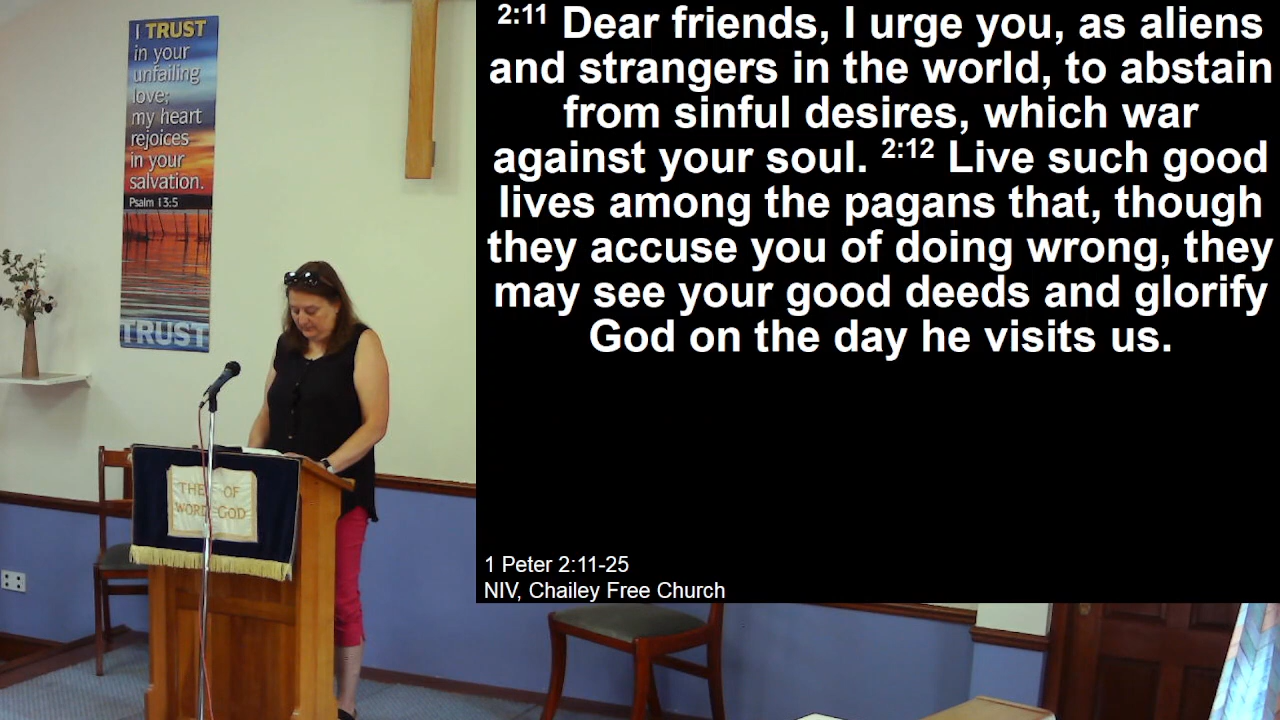 I TRUST
in your
unfailing
love;
my heart
rejoices
in your
salvation.
Psalm 13:5
TRUST
THE OF
WORD GOD
2:11 Dear friends, I urge you, as aliens
and strangers in the world, to abstain
from sinful desires, which war
against your soul. 2:12 Live such good
lives among the pagans that, though
they accuse you of doing wrong, they
may see your good deeds and glorify
God on the day he visits us.
1 Peter 2:11-25
NIV, Chailey Free Church